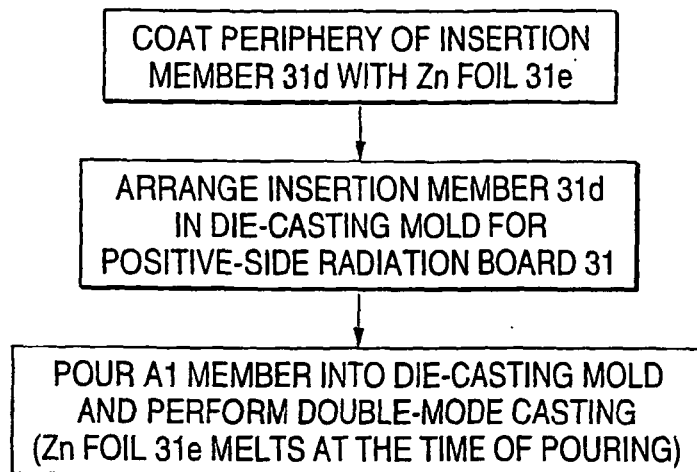 COAT PERIPHERY OF INSERTION
MEMBER 31d WITH Zn FOIL 31e
ARRANGE INSERTION MEMBER 31d
IN DIE-CASTING MOLD FOR
POSITIVE-SIDE RADIATION BOARD 31
POUR A1 MEMBER INTO DIE-CASTING MOLD
AND PERFORM DOUBLE-MODE CASTING
(Zn FOIL 31e MELTS AT THE TIME OF POURING)